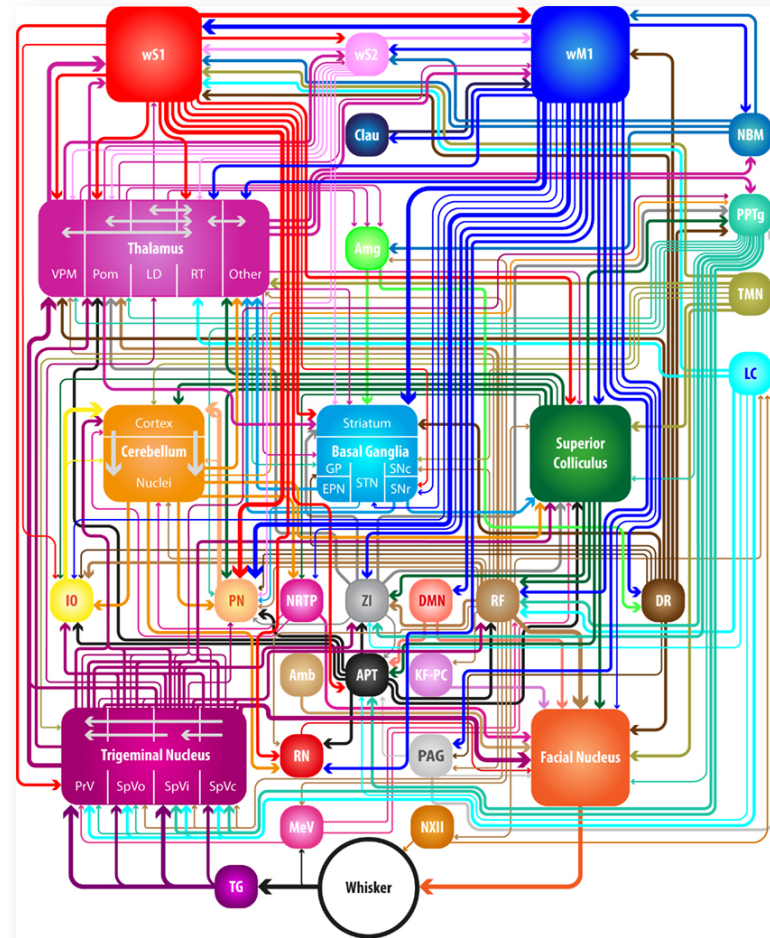 wS1
wS2
wM1
Clau
NBM
PPTg
Amg
Thalamus
VPM Pom LD RT Other
TMN
LC
Cortex
Cerebellum
Nuclei
Striatum
Basal Ganglia
GP STN SNc
EPN SNr
Superior
Colliculus
IO
PN
NRTP
ZI
DMN
RF
DR
Amb
APT
KF-PC
Trigeminal Nucleus
PrV SpVo SpVi SpVc
RN
PAG
Facial Nucleus
MeV
NXII
TG
Whisker